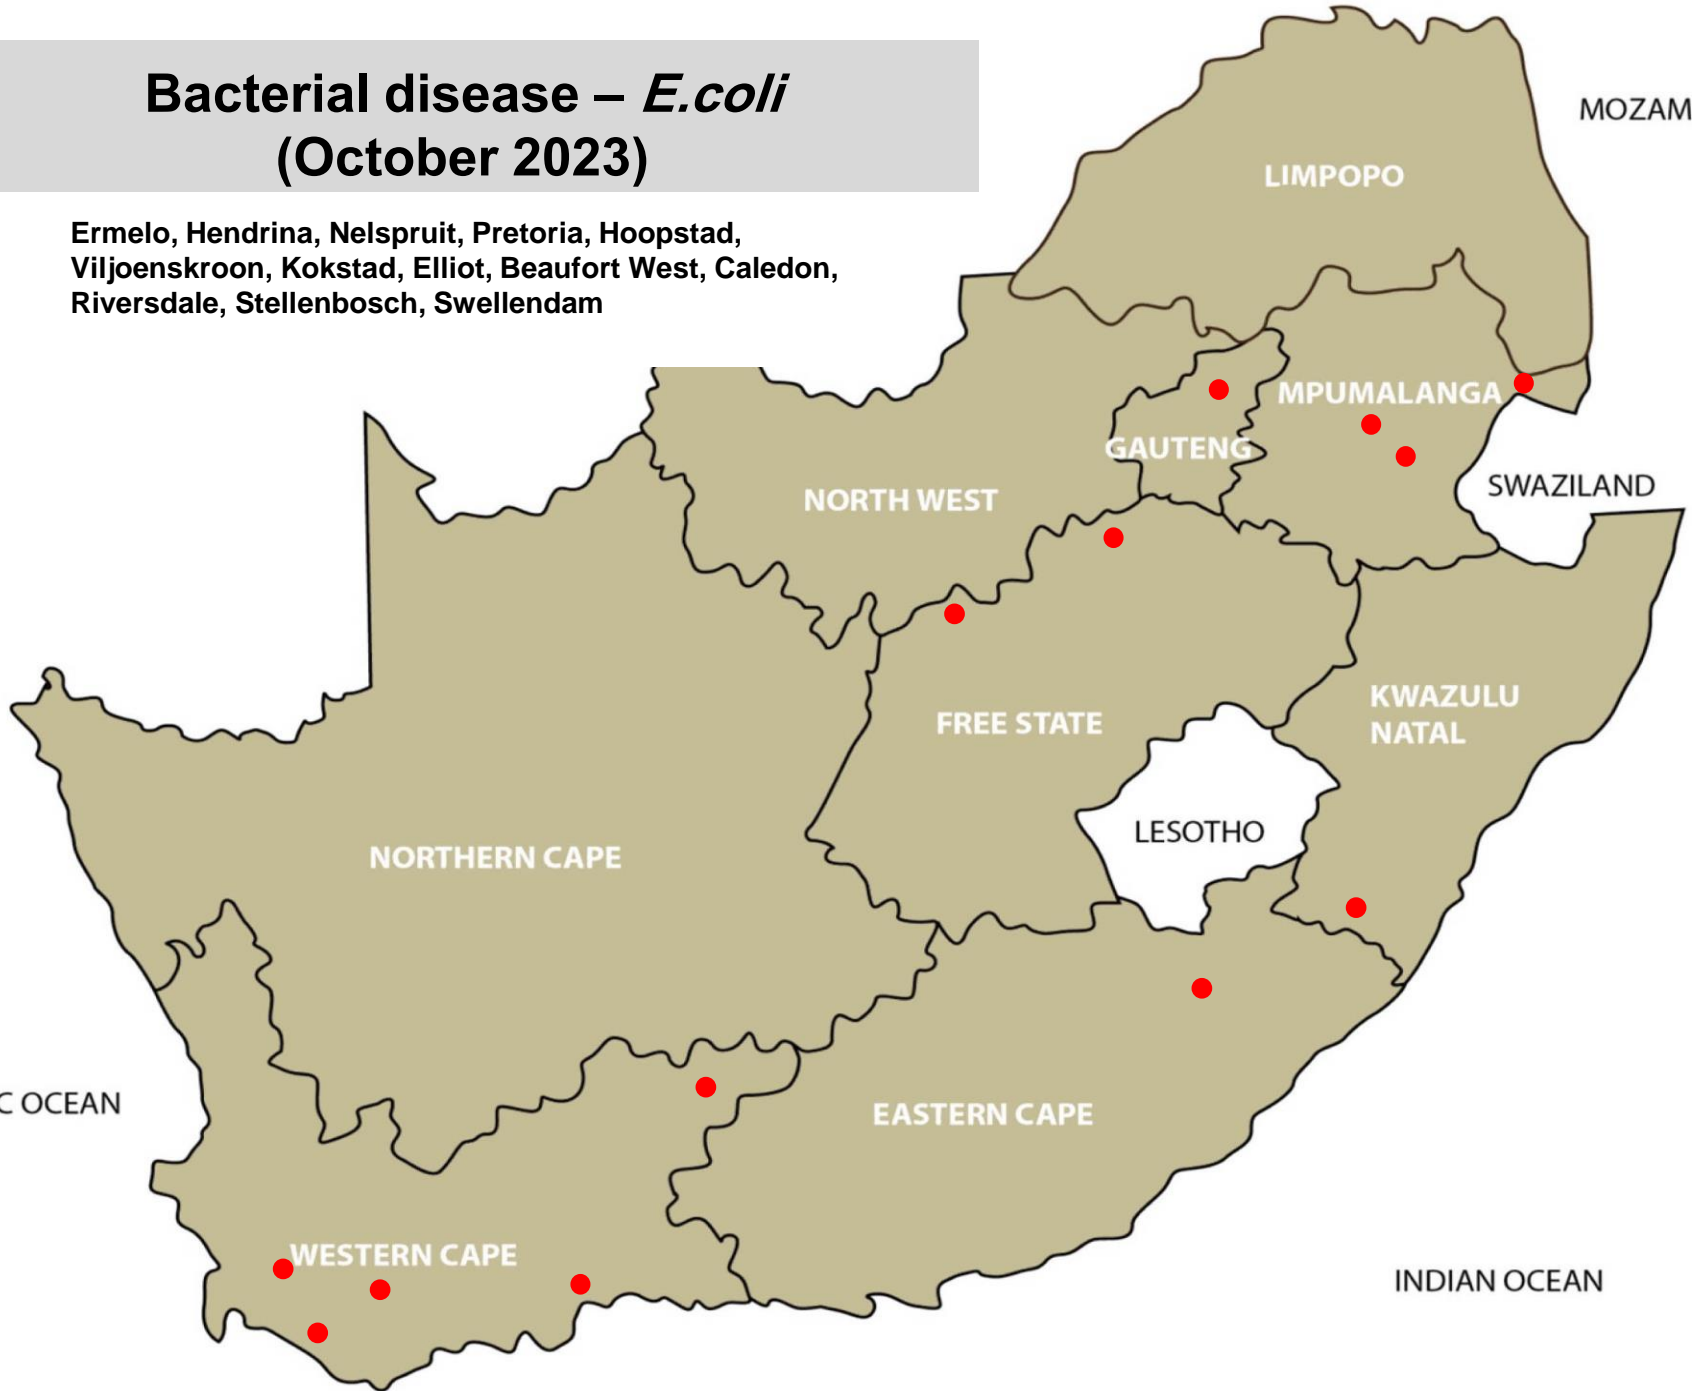 Bacterial disease – E.coli
(October 2023)
Ermelo, Hendrina, Nelspruit, Pretoria, Hoopstad,
Viljoenskroon, Kokstad, Elliot, Beaufort West, Caledon,
Riversdale, Stellenbosch, Swellendam
MOZAM
LIMPOPO
MPUMALANGA
GAUTENG
SWAZILAND
NORTH WEST
KWAZULU
NATAL
FREE STATE
LESOTHO
NORTHERN CAPE
C OCEAN
EASTERN CAPE
WESTERN CAPE
INDIAN OCEAN